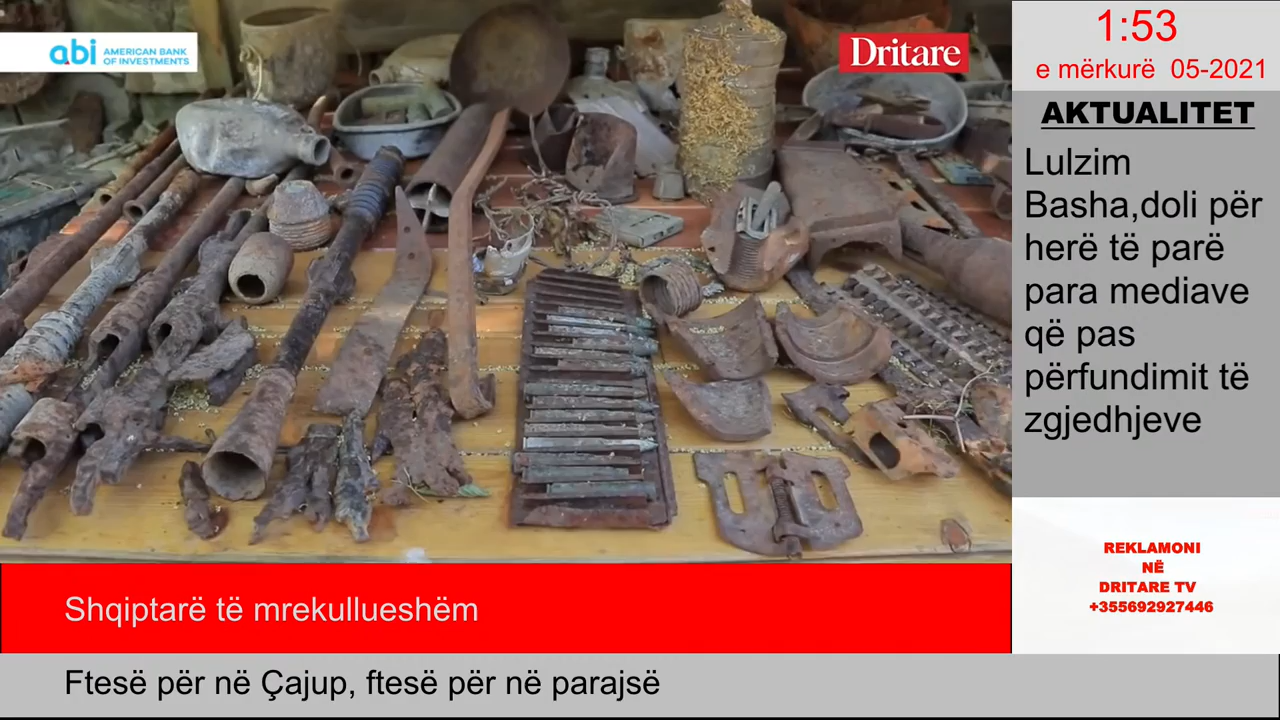 abi AMERICAN BANK
OF INVESTMENTS
Dritare
1:53
e mërkurë 05-2021
AKTUALITET
Lulzim
Basha,doli për
herë të parë
para mediave
që pas
përfundimit të
zgjedhjeve
REKLAMONI
NË
DRITARE TV
+355692927446
Shqiptarë të mrekullueshëm
Ftesë për në Çajup, ftesë për në parajsë